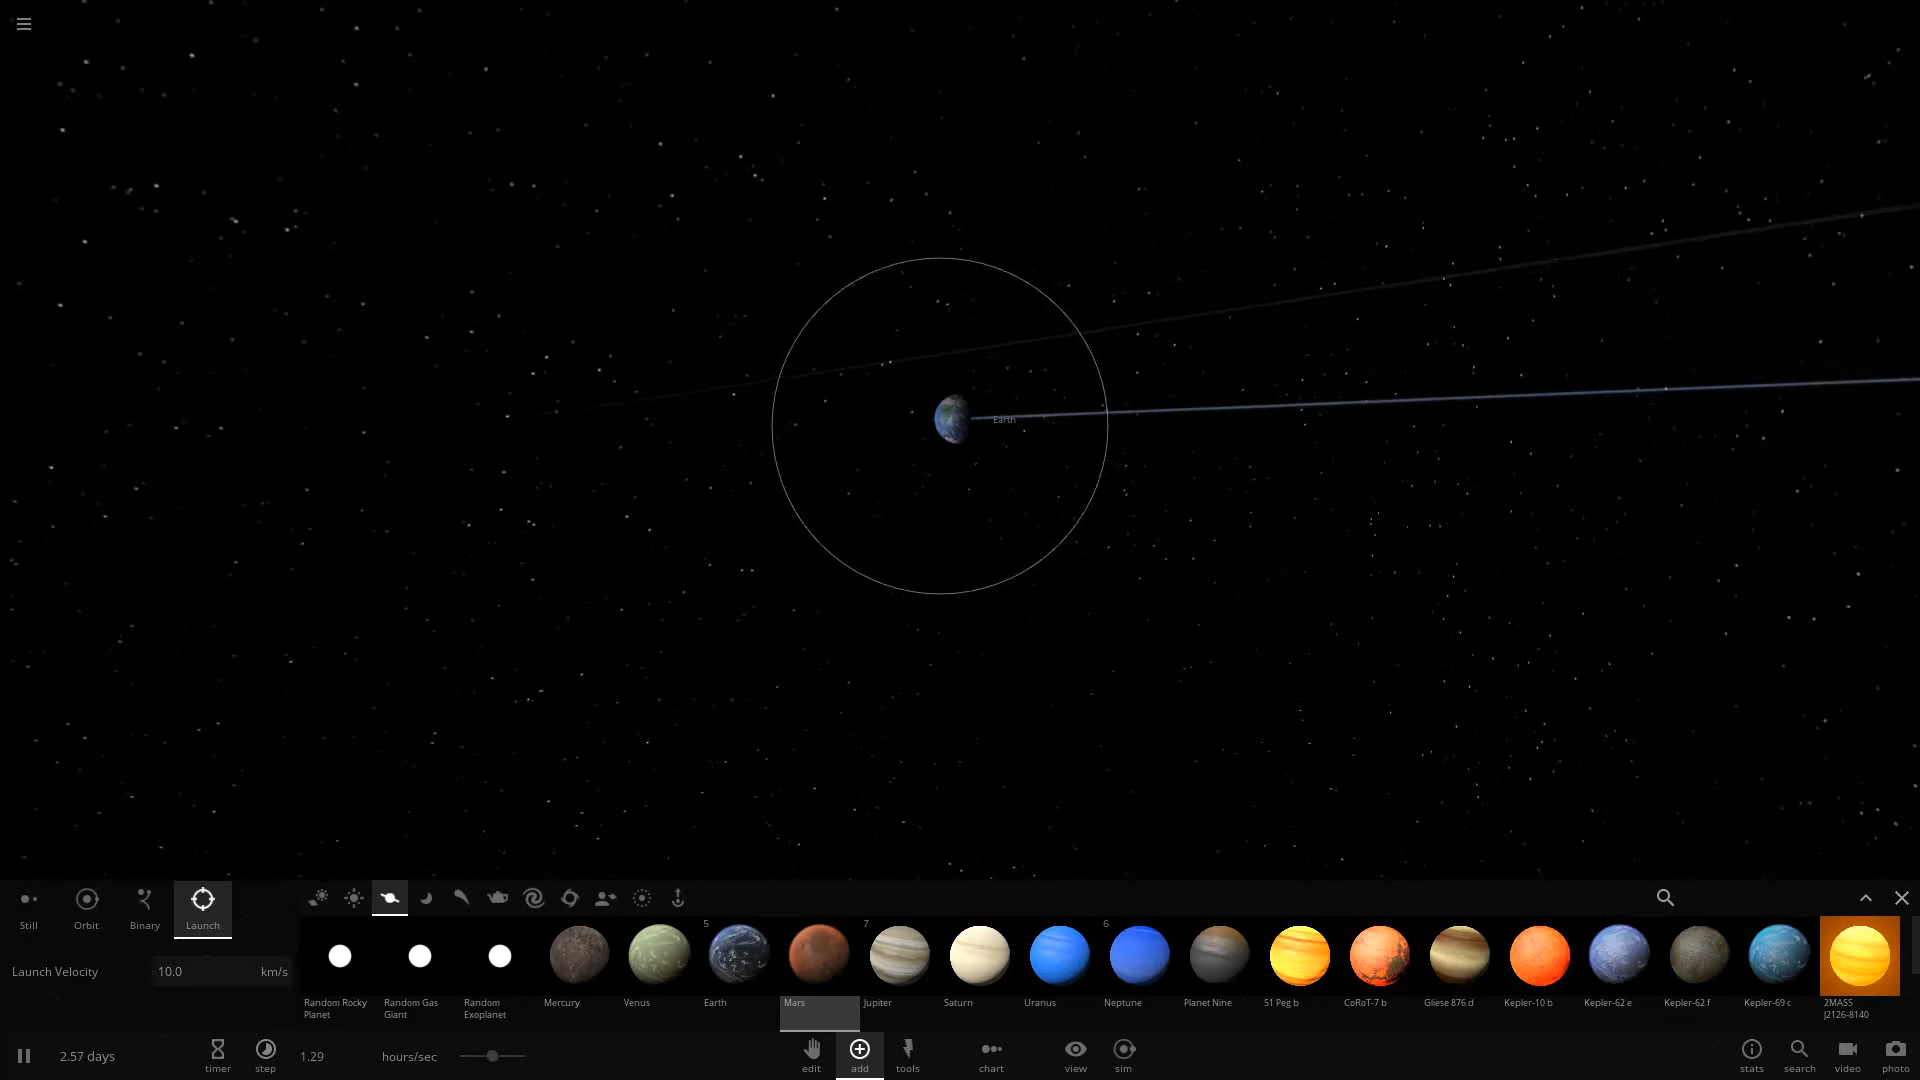 Earth
Still
Orbit
Binary
Launch
Launch Velocity
10.0
km/s
5
7
6
Random Rocky
Planet
Random Gas
Giant
Random
Exoplanet
Mercury
Venus
Earth
Mars
Jupiter
Saturn
Uranus
Neptune
Planet Nine
51 Peg b
CoRoT-7 b
Gliese 876 d
Kepler-10 b
Kepler-62 e
Kepler-62 f
Kepler-69 c
2MASS
J2126-8140
2.57 days
timer
step
1.29
hours/sec
edit
add
tools
chart
view
sim
stats
search
video
photo